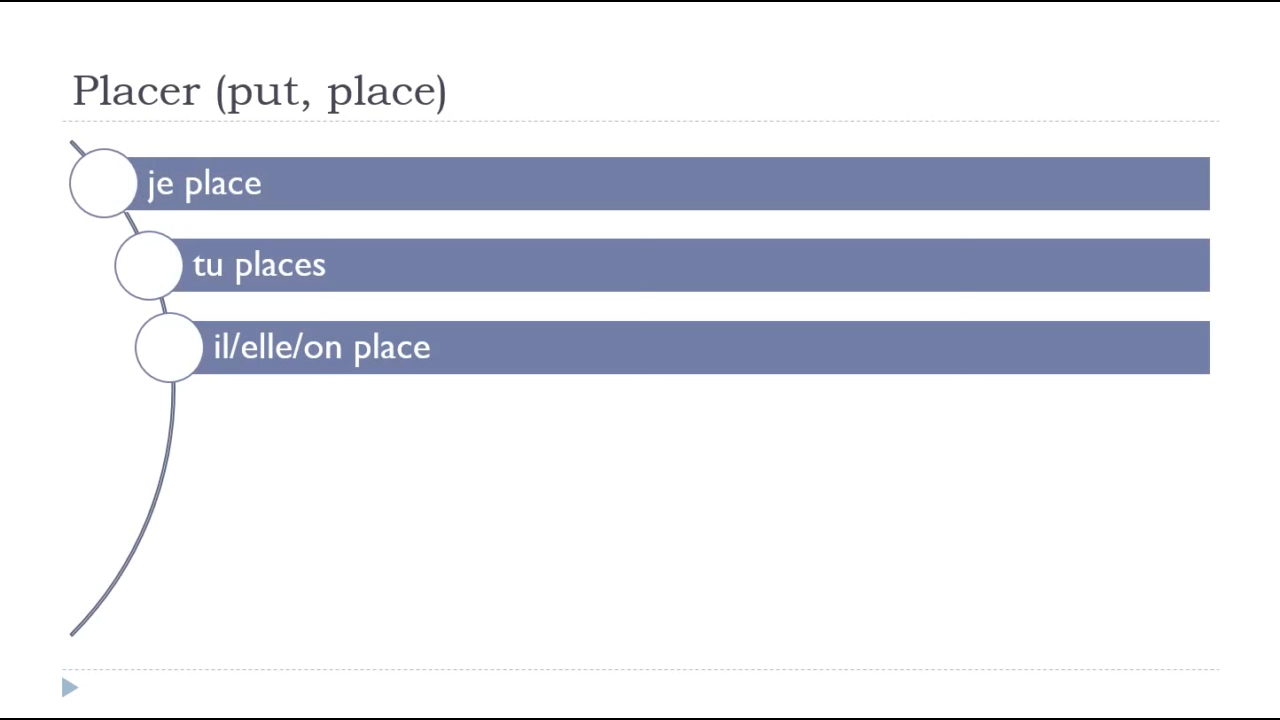 Placer (put, place)
je place
tu places
il/elle/on place